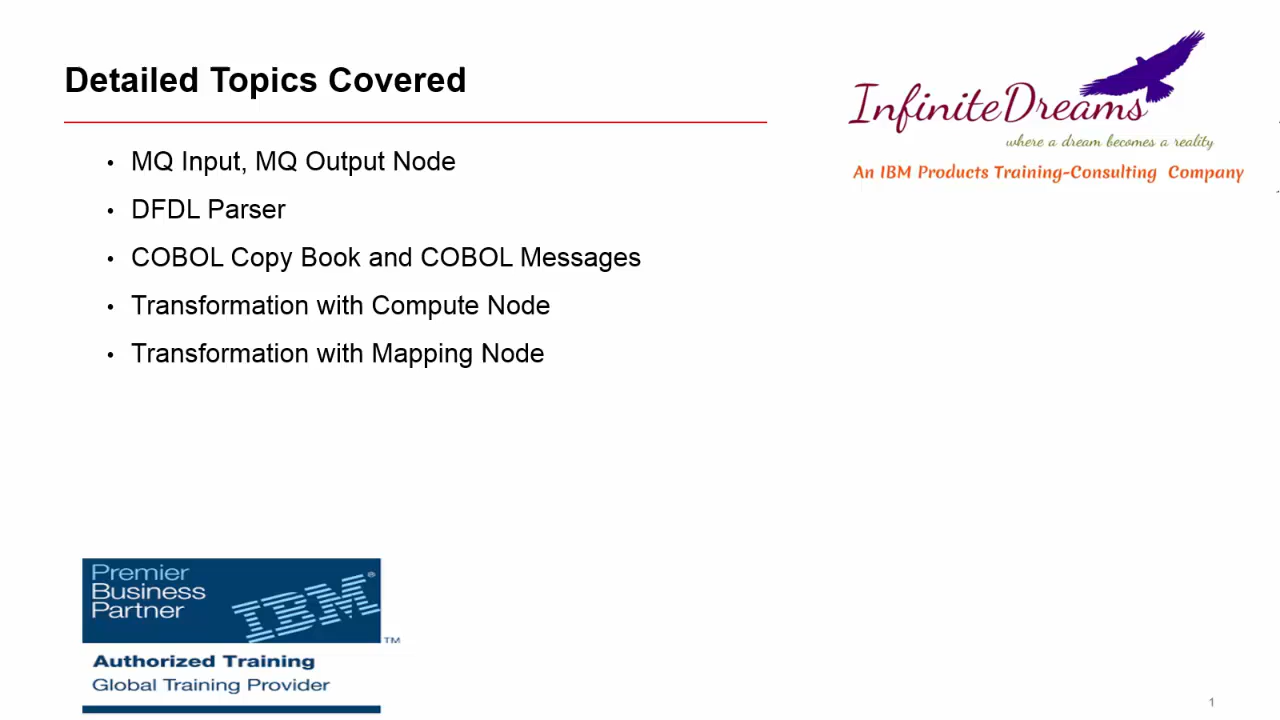 Detailed Topics Covered
InfiniteDreams
where a dream becomes a reality
An IBM Products Training-Consulting Company
• MQ Input, MQ Output Node
• DFDL Parser
• COBOL Copy Book and COBOL Messages
• Transformation with Compute Node
• Transformation with Mapping Node
Premier
Business
Partner
IBM®
TM
Authorized Training
Global Training Provider
1